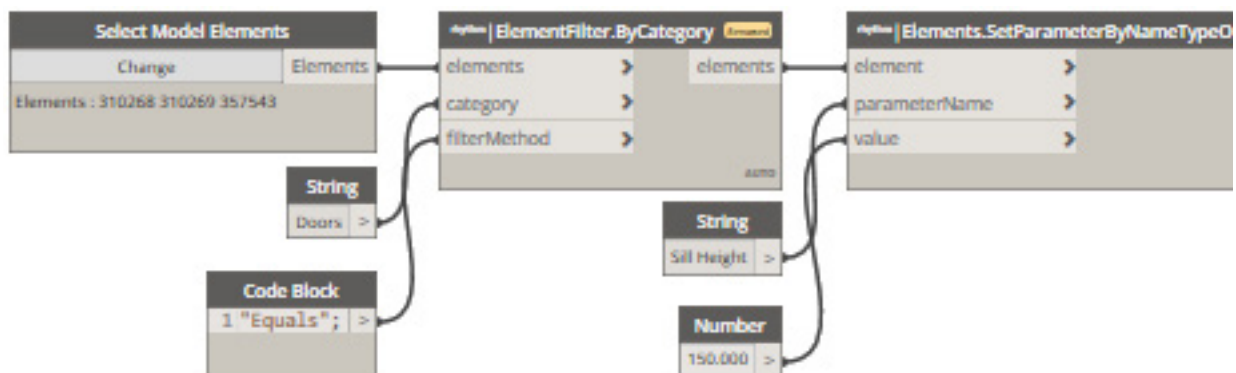 Select Model Elements
Change
Elements
Elements : 310268 310269 357543
| ElementFilter.ByCategory
elements
elements
category
filterMethod
AUTO
| Elements.SetParameterByNameTypeO
element
parameterName
value
String
Doors >
String
Sill Height >
Code Block
1 "Equals"; >
Number
150.000 >